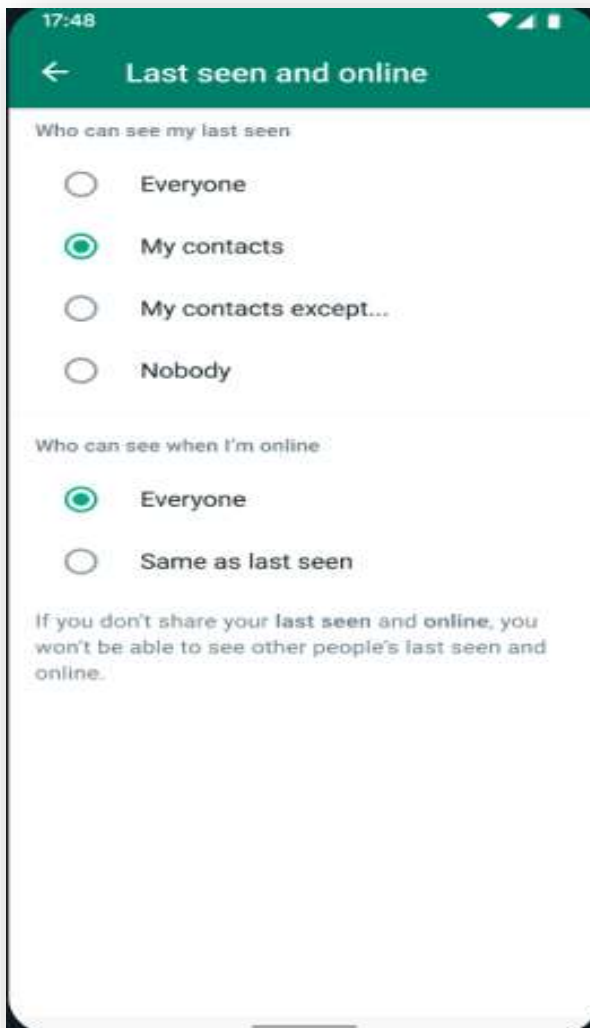 17:48
Last seen and online
Who can see my last seen
Everyone
My contacts
My contacts except...
Nobody
Who can see when I'm online
Everyone
Same as last seen
If you don't share your last seen and online, you
won't be able to see other people's last seen and
online.